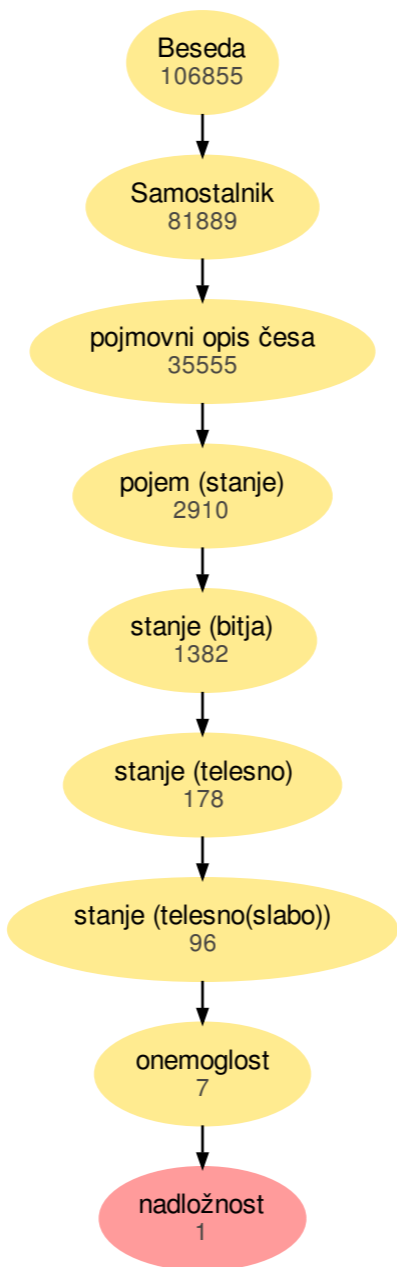 Beseda
106855
Samostalnik
81889
pojmovni opis česa
35555
pojem (stanje)
2910
stanje (bitja)
1382
stanje (telesno)
178
stanje (telesno(slabo))
96
onemoglost
7
nadložnost
1